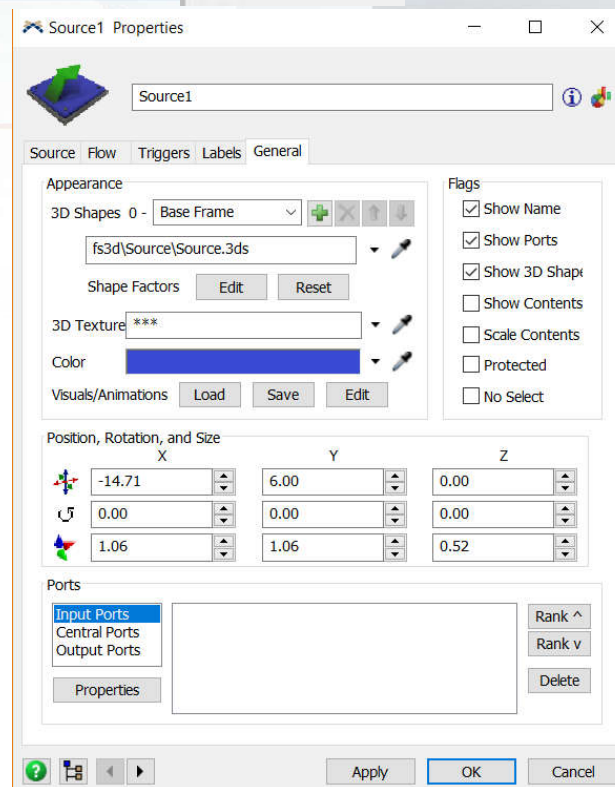 Source1 Properties
Source1
Source Flow Triggers Labels General
Appearance
3D Shapes 0 - Base Frame
fs3d\Source\Source.3ds
Shape Factors Edit Reset
3D Texture ***
Color
Visuals/Animations Load Save Edit
Flags
Show Name
Show Ports
Show 3D Shape
Show Contents
Scale Contents
Protected
No Select
Position, Rotation, and Size
X Y Z
-14.71 6.00 0.00
0.00 0.00 0.00
1.06 1.06 0.52
Ports
Input Ports
Central Ports
Output Ports
Properties
Rank ^
Rank v
Delete
Apply OK Cancel